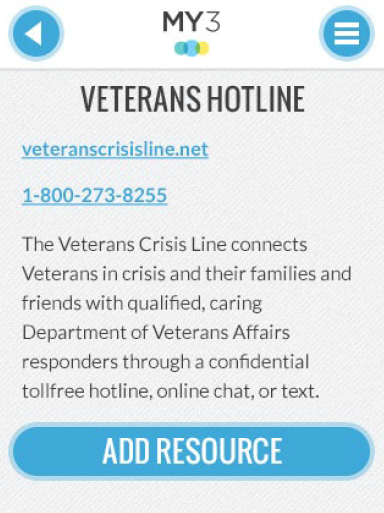 MY3
VETERANS HOTLINE
veteranscrisisline.net
1-800-273-8255
The Veterans Crisis Line connects
Veterans in crisis and their families and
friends with qualified, caring
Department of Veterans Affairs
responders through a confidential
tollfree hotline, online chat, or text.
ADD RESOURCE